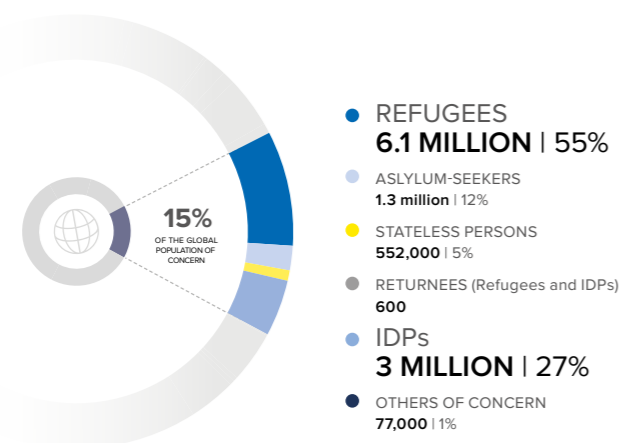 15%
OF THE GLOBAL
POPULATION OF
CONCERN
REFUGEES
6.1 MILLION | 55%
ASLYLUM-SEEKERS
1.3 million | 12%
STATELESS PERSONS
552,000 | 5%
RETURNEES (Refugees and IDPs)
600
IDPs
3 MILLION | 27%
OTHERS OF CONCERN
77,000 | 1%